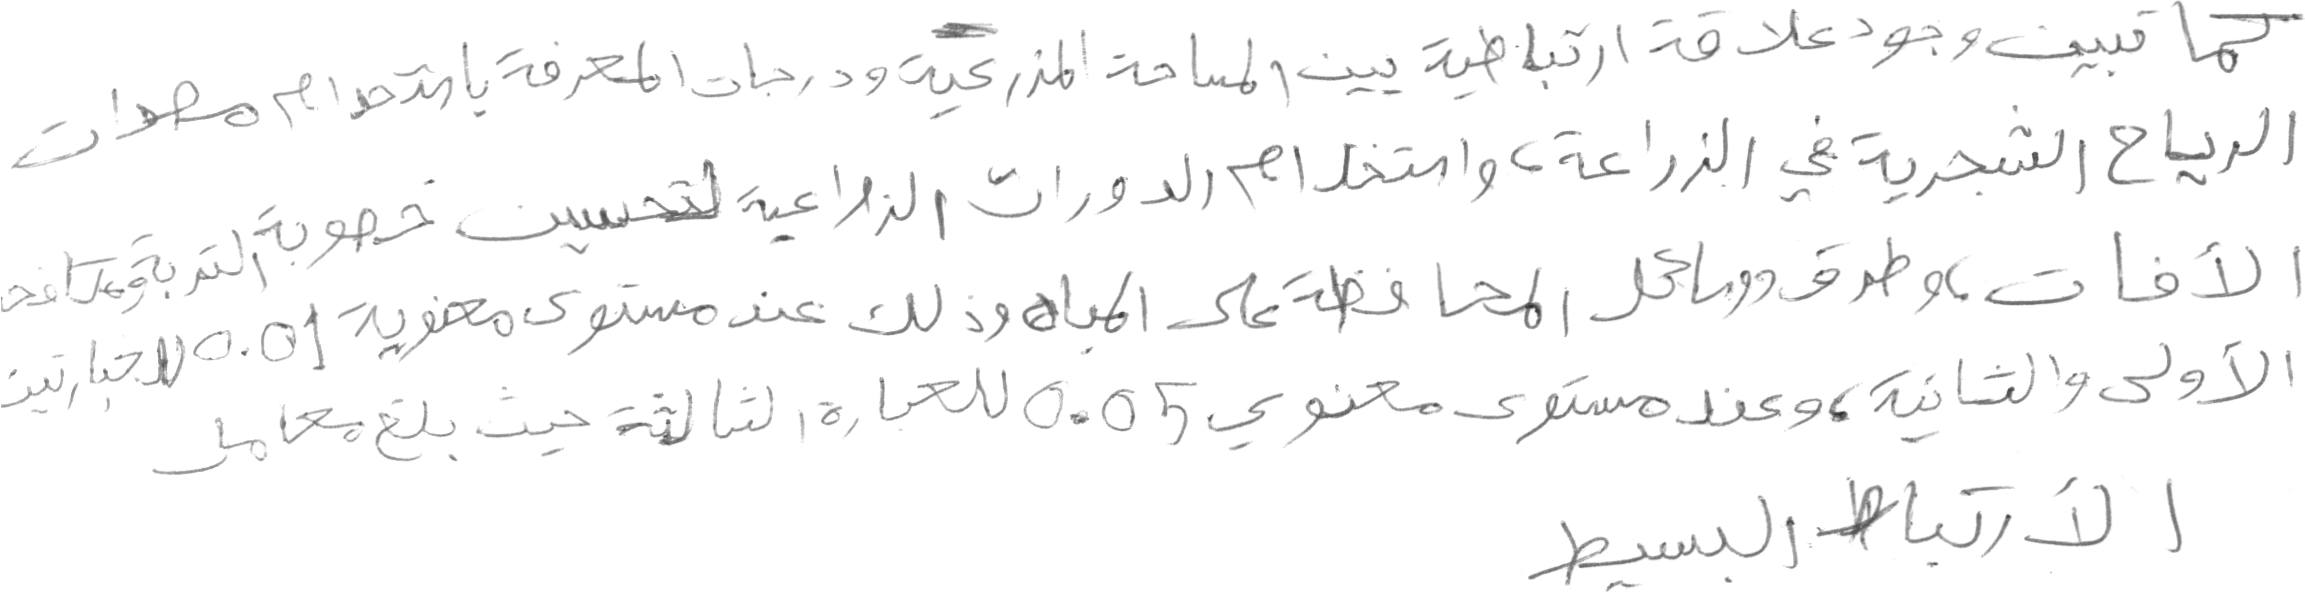 كما تبين وجود علاقة ارتباطية بين المساحة المزرعية ودرجات المعرفة باستخدام مصدات
الرياح الشجرية في الزراعة، واستخدام الدورات الزراعية لتحسين خصوبة التربة ومكافحة
الآفات، وطرق ووسائل المحافظة على المياه وذلك عند مستوى معنوية 0.01 للعبارتين
الأولى والثانية، وعند مستوى معنوي 0.05 للعبارة الثالثة حيث بلغ معامل
الارتباط البسيط